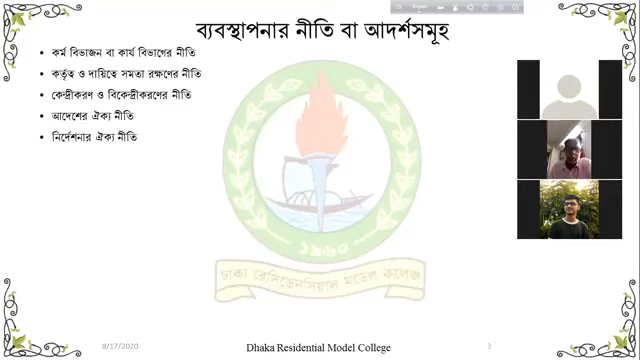 ব্যবস্থাপনার নীতি বা আদর্শসমূহ
• কর্ম বিভাজন বা কার্য বিভাগের নীতি
• কর্তৃত্ব ও দায়িত্বে সমতা রক্ষণের নীতি
• কেন্দ্রীকরণ ও বিকেন্দ্রীকরণের নীতি
• আদেশের ঐক্য নীতি
• নির্দেশনার ঐক্য নীতি
১৯৬০
ঢাকা রেসিডেনসিয়াল মডেল কলেজ
8/17/2020
Dhaka Residential Model College
3